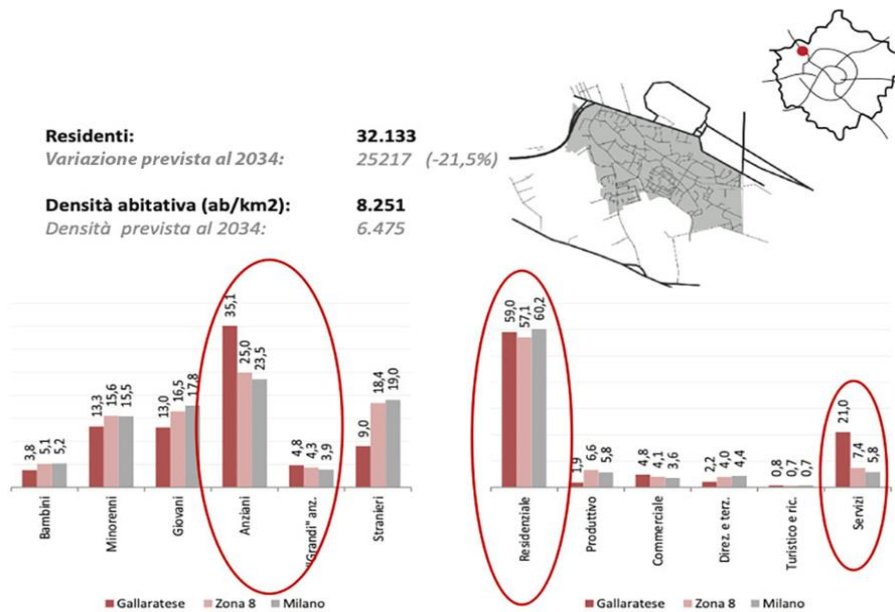 Residenti: 32.133
Variazione prevista al 2034: 25217 (-21,5%)
Densità abitativa (ab/km2): 8.251
Densità prevista al 2034: 6.475
3,8 5,1 5,2
13,3 15,6 15,5
13,0 16,5 17,8
35,1 25,0 23,5
4,8 4,3 3,9
9,0 18,4 19,0
Bambini
Minorenni
Giovani
Anziani
"Grandi" anz.
Stranieri
Gallaratese Zona 8 Milano
59,0 57,1 60,2
1,9 6,6 5,8
4,8 4,1 3,6
2,2 4,0 4,4
0,8 0,7 0,7
21,0 7,4 5,8
Residenziale
Produttivo
Commerciale
Direz. e terz.
Turistico e ric.
Servizi
Gallaratese Zona 8 Milano